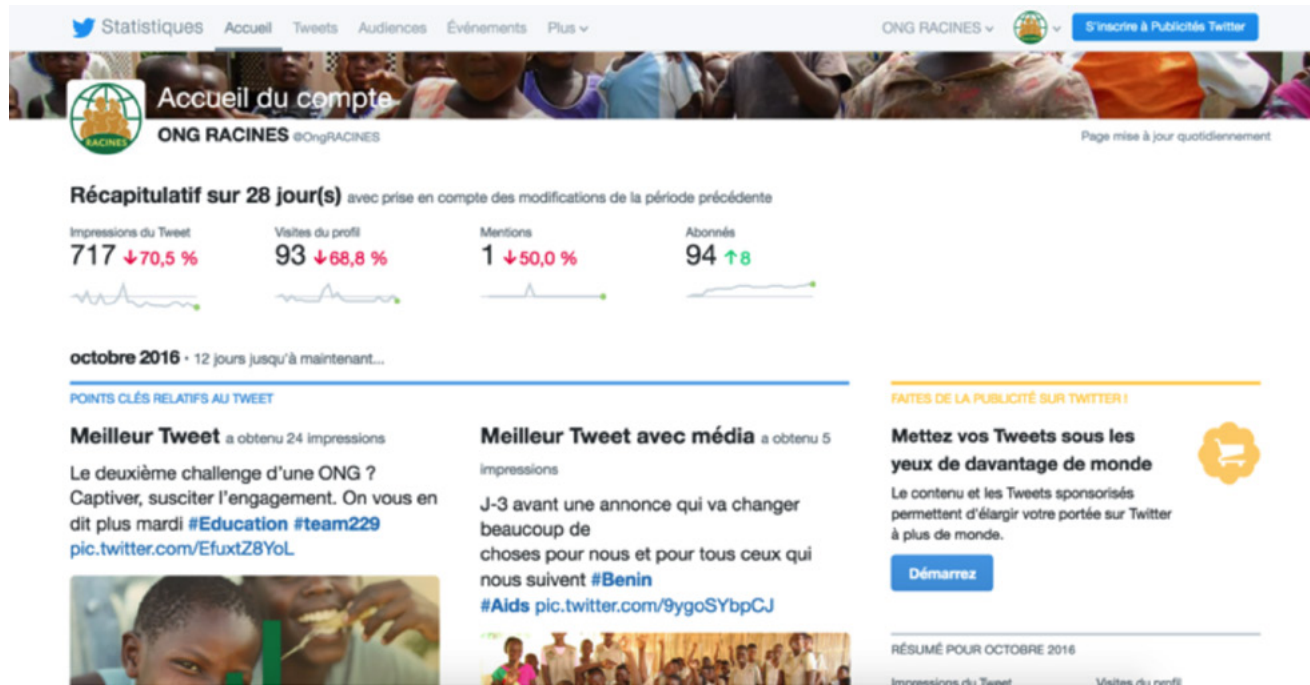 Statistiques Accueil Tweets Audiences Événements Plus
ONG RACINES
S'inscrire à Publicités Twitter
Accueil du compte
RACINES
ONG RACINES @OngRACINES
Page mise à jour quotidiennement
Récapitulatif sur 28 jour(s) avec prise en compte des modifications de la période précédente
Impressions du Tweet
717 ↓70,5 %
Visites du profil
93 ↓68,8 %
Mentions
1 ↓50,0 %
Abonnés
94 ↑8
octobre 2016 · 12 jours jusqu'à maintenant...
POINTS CLÉS RELATIFS AU TWEET
Meilleur Tweet a obtenu 24 impressions
Le deuxième challenge d'une ONG ?
Captiver, susciter l'engagement. On vous en
dit plus mardi #Education #team229
pic.twitter.com/EfuxtZ8YoL
Meilleur Tweet avec média a obtenu 5
impressions
J-3 avant une annonce qui va changer
beaucoup de
choses pour nous et pour tous ceux qui
nous suivent #Benin
#Aids pic.twitter.com/9ygoSYbpCJ
FAITES DE LA PUBLICITÉ SUR TWITTER !
Mettez vos Tweets sous les
yeux de davantage de monde
Le contenu et les Tweets sponsorisés
permettent d'élargir votre portée sur Twitter
à plus de monde.
Démarrez
RÉSUMÉ POUR OCTOBRE 2016
Impressions du Tweet Visites du profil